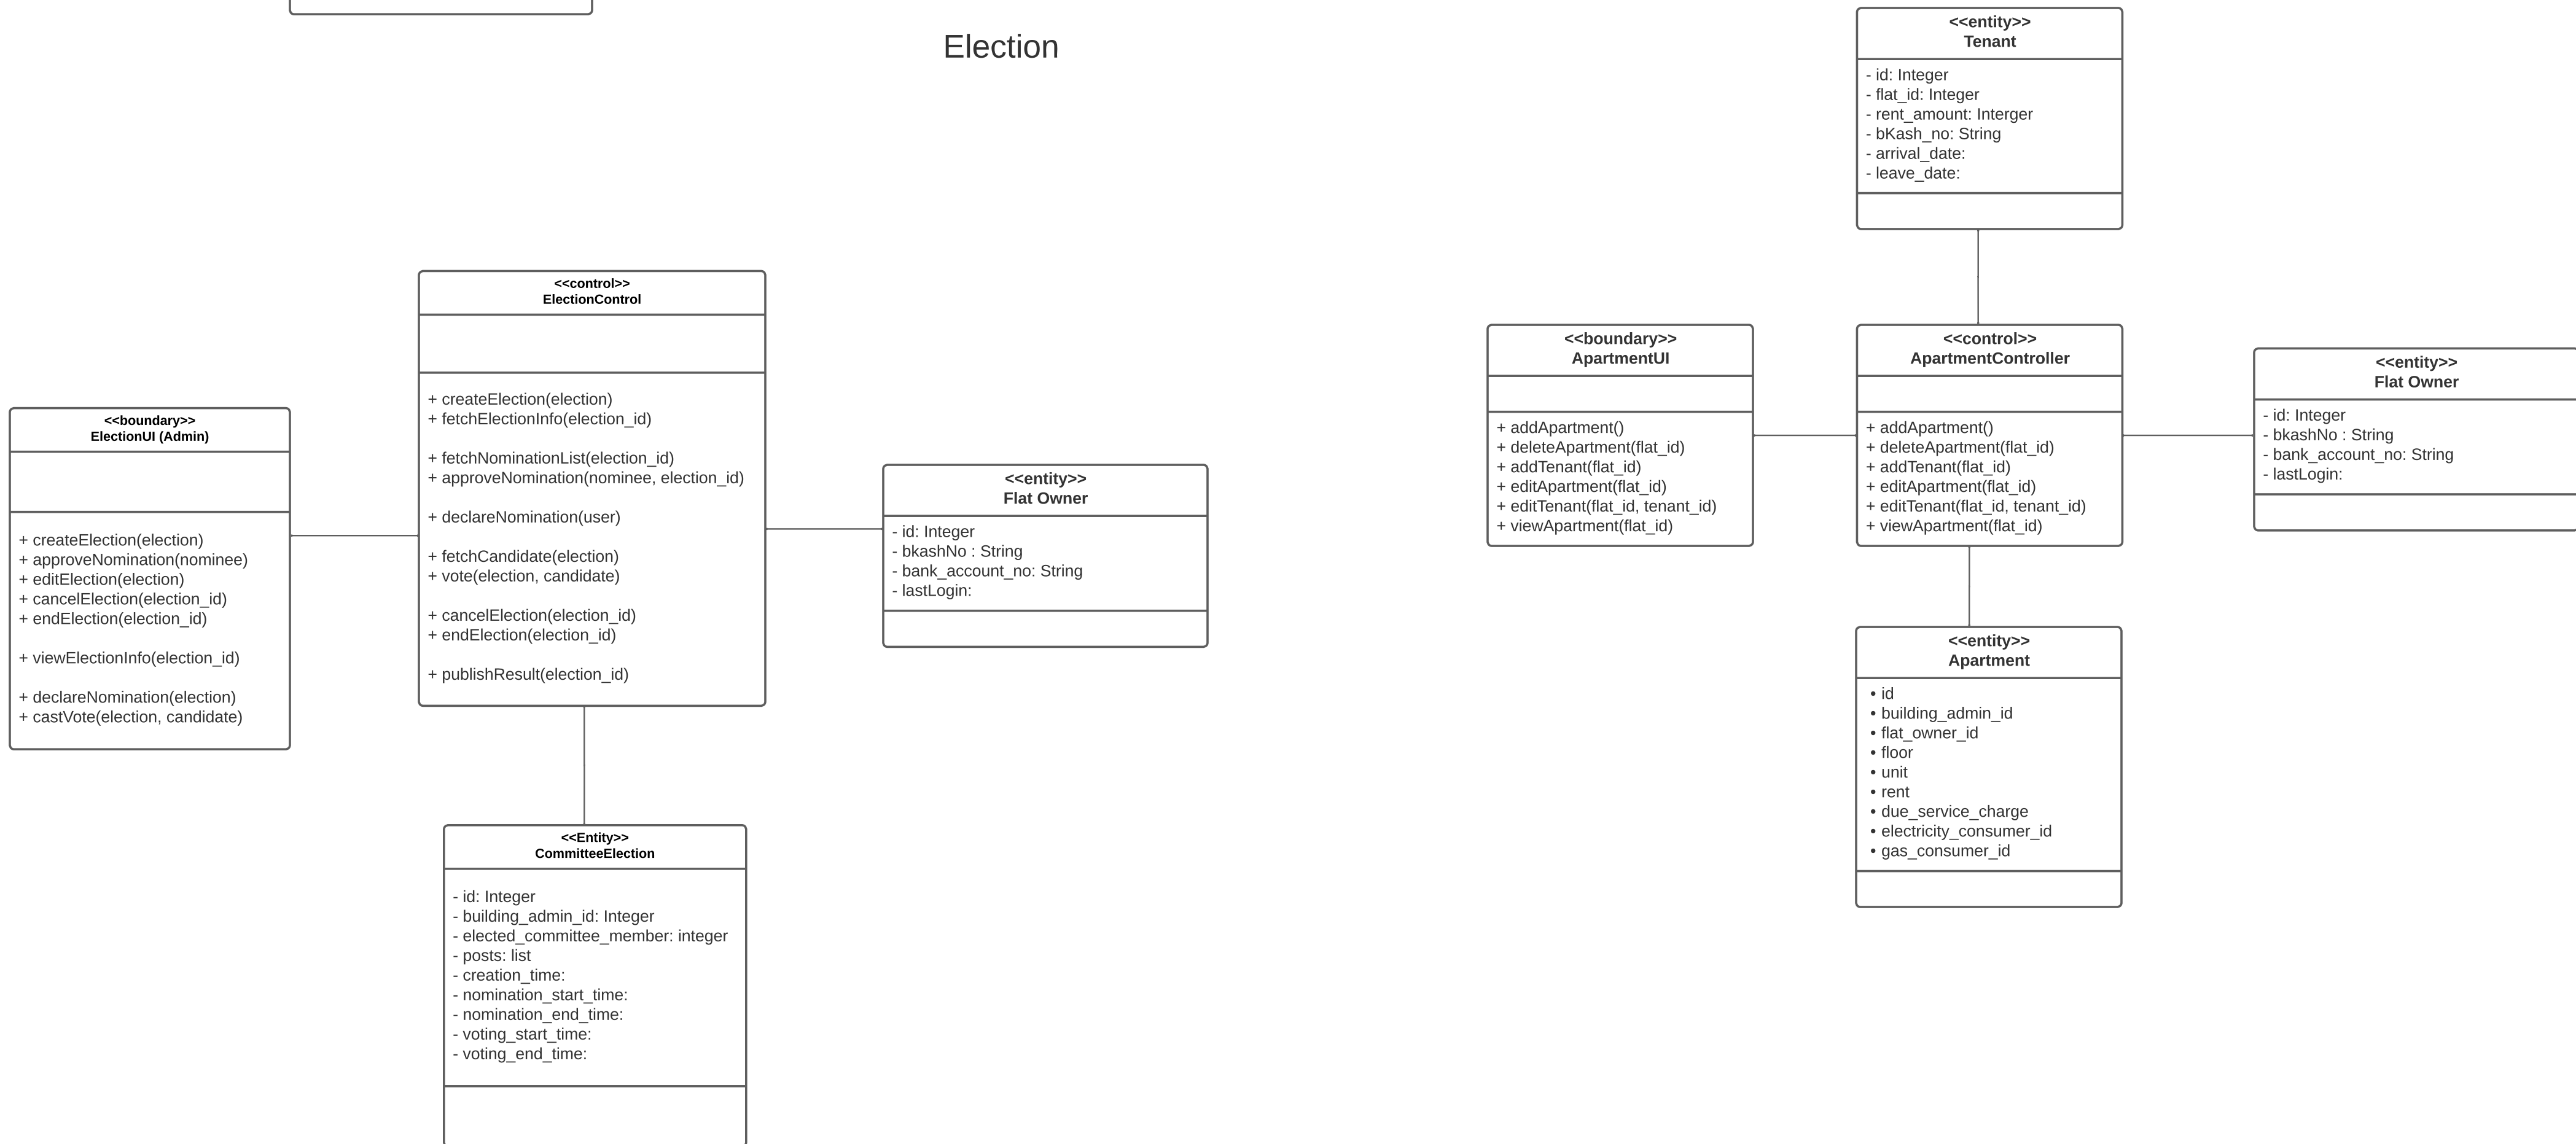 Election
<<boundary>>
ElectionUI (Admin)
+ createElection(election)
+ approveNomination(nominee)
+ editElection(election)
+ cancelElection(election_id)
+ endElection(election_id)
+ viewElectionInfo(election_id)
+ declareNomination(election)
+ castVote(election, candidate)
<<control>>
ElectionControl
+ createElection(election)
+ fetchElectionInfo(election_id)
+ fetchNominationList(election_id)
+ approveNomination(nominee, election_id)
+ declareNomination(user)
+ fetchCandidate(election)
+ vote(election, candidate)
+ cancelElection(election_id)
+ endElection(election_id)
+ publishResult(election_id)
<<entity>>
Flat Owner
- id: Integer
- bkashNo : String
- bank_account_no: String
- lastLogin:
<<Entity>>
CommitteeElection
- id: Integer
- building_admin_id: Integer
- elected_committee_member: integer
- posts: list
- creation_time:
- nomination_start_time:
- nomination_end_time:
- voting_start_time:
- voting_end_time:
<<entity>>
Tenant
- id: Integer
- flat_id: Integer
- rent_amount: Interger
- bKash_no: String
- arrival_date:
- leave_date:
<<boundary>>
ApartmentUI
+ addApartment()
+ deleteApartment(flat_id)
+ addTenant(flat_id)
+ editApartment(flat_id)
+ editTenant(flat_id, tenant_id)
+ viewApartment(flat_id)
<<control>>
ApartmentController
+ addApartment()
+ deleteApartment(flat_id)
+ addTenant(flat_id)
+ editApartment(flat_id)
+ editTenant(flat_id, tenant_id)
+ viewApartment(flat_id)
<<entity>>
Flat Owner
- id: Integer
- bkashNo : String
- bank_account_no: String
- lastLogin:
<<entity>>
Apartment
• id
• building_admin_id
• flat_owner_id
• floor
• unit
• rent
• due_service_charge
• electricity_consumer_id
• gas_consumer_id